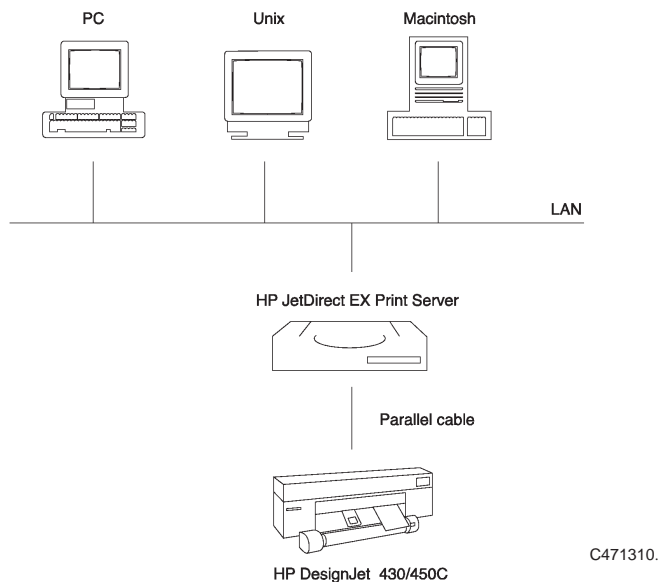 PC Unix Macintosh
LAN
HP JetDirect EX Print Server
Parallel cable
C471310.
HP DesignJet 430/450C